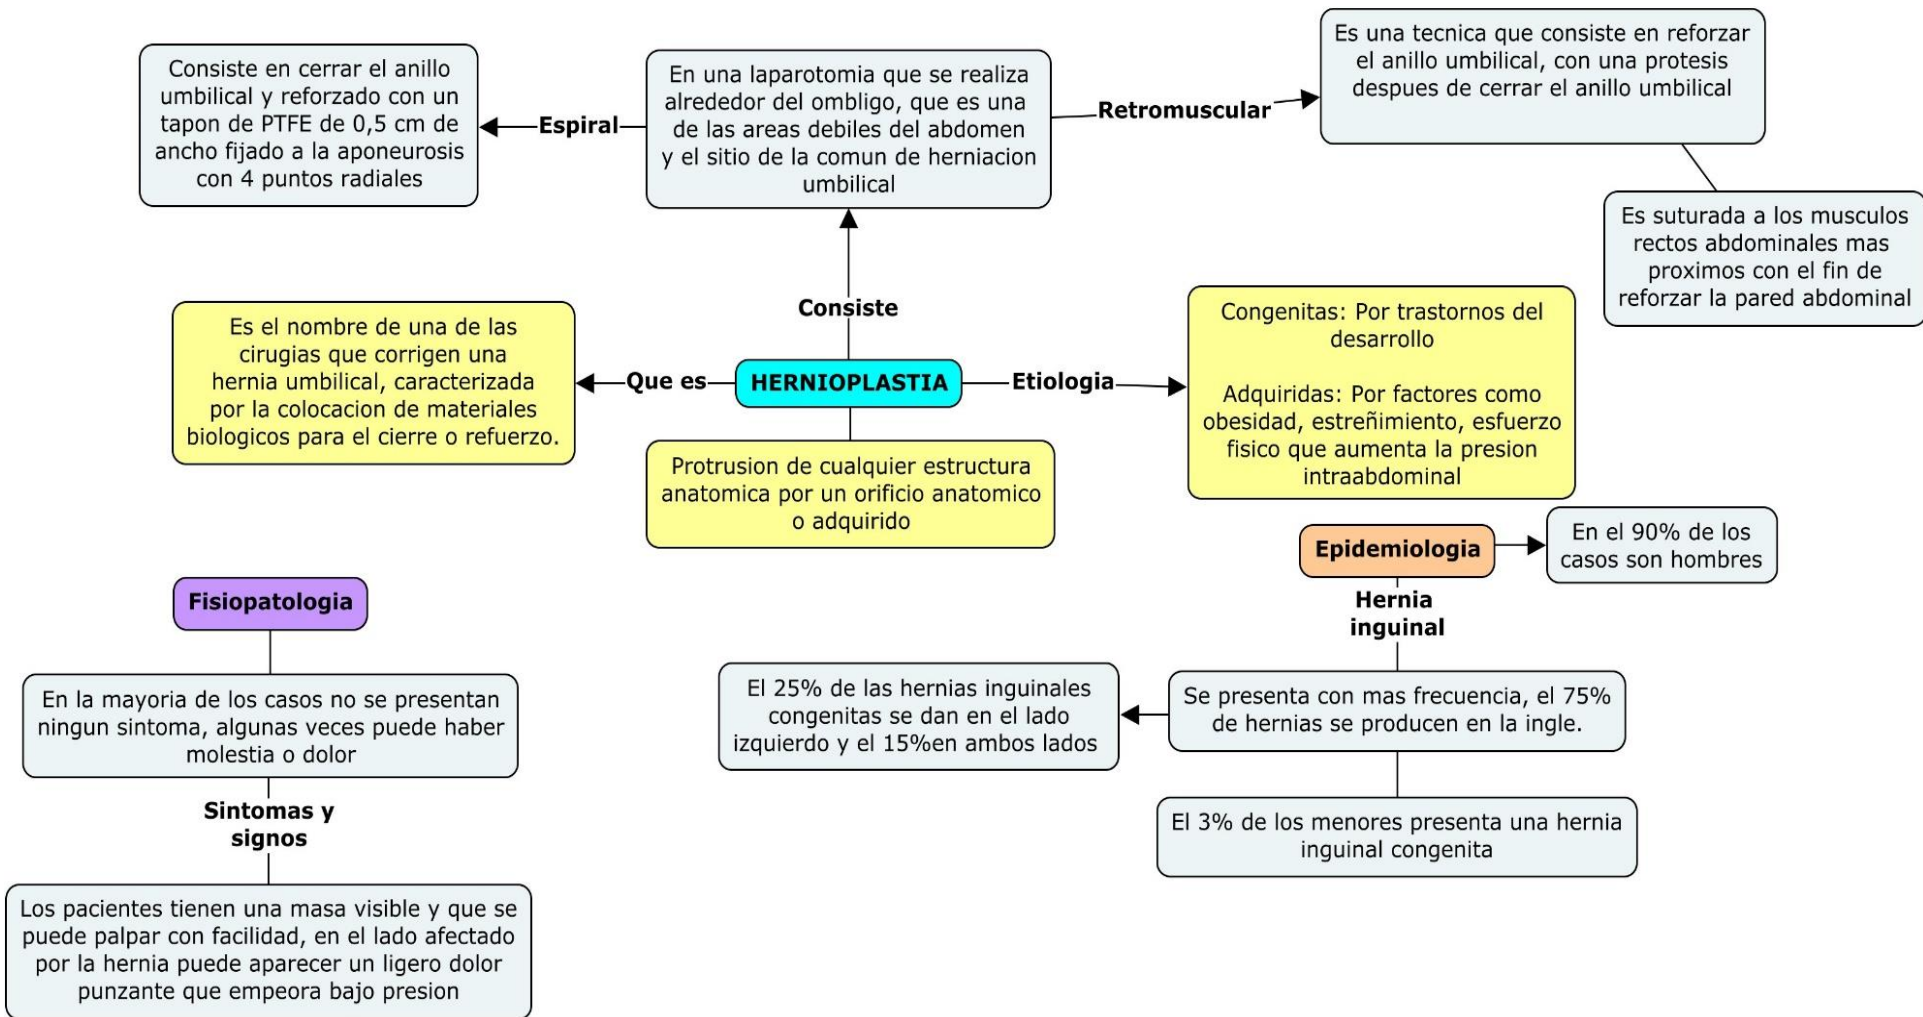 Es una tecnica que consiste en reforzar
el anillo umbilical, con una protesis
despues de cerrar el anillo umbilical
Consiste en cerrar el anillo
umbilical y reforzado con un
tapon de PTFE de 0,5 cm de
ancho fijado a la aponeurosis
con 4 puntos radiales
Espiral
En una laparotomia que se realiza
alrededor del ombligo, que es una
de las areas debiles del abdomen
y el sitio de la comun de herniacion
umbilical
Retromuscular
Es suturada a los musculos
rectos abdominales mas
proximos con el fin de
reforzar la pared abdominal
Consiste
Es el nombre de una de las
cirugias que corrigen una
hernia umbilical, caracterizada
por la colocacion de materiales
biologicos para el cierre o refuerzo.
Que es
HERNIOPLASTIA
Etiologia
Congenitas: Por trastornos del
desarrollo
Adquiridas: Por factores como
obesidad, estreñimiento, esfuerzo
fisico que aumenta la presion
intraabdominal
Protrusion de cualquier estructura
anatomica por un orificio anatomico
o adquirido
Epidemiologia
En el 90% de los
casos son hombres
Hernia
inguinal
Fisiopatologia
En la mayoria de los casos no se presentan
ningun sintoma, algunas veces puede haber
molestia o dolor
El 25% de las hernias inguinales
congenitas se dan en el lado
izquierdo y el 15%en ambos lados
Se presenta con mas frecuencia, el 75%
de hernias se producen en la ingle.
Sintomas y
signos
El 3% de los menores presenta una hernia
inguinal congenita
Los pacientes tienen una masa visible y que se
puede palpar con facilidad, en el lado afectado
por la hernia puede aparecer un ligero dolor
punzante que empeora bajo presion